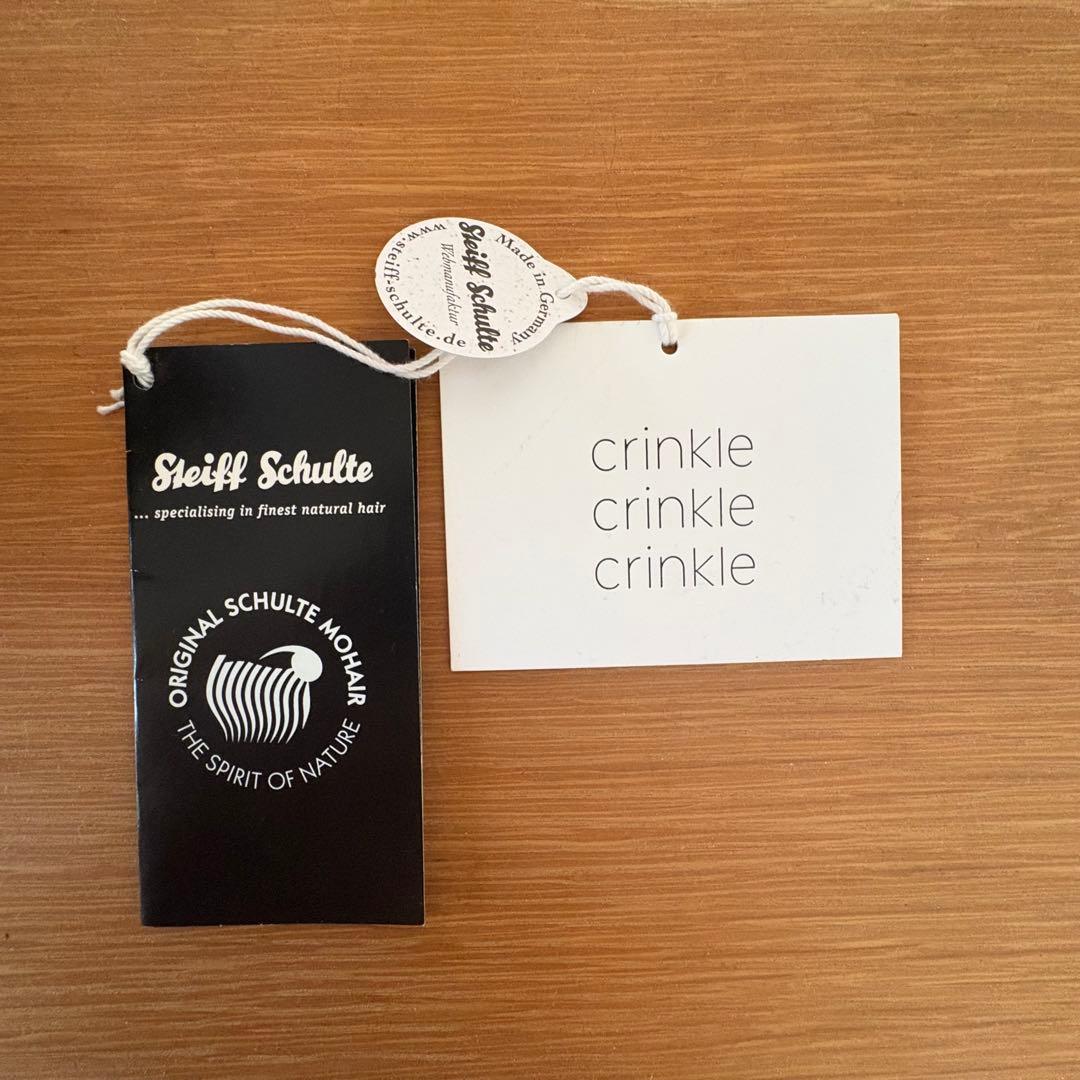 Made in Germany
Steiff Schulte
Webmanufaktur
www.steiff-schulte.de
Steiff Schulte
... specialising in finest natural hair
ORIGINAL SCHULTE MOHAIR
THE SPIRIT OF NATURE
crinkle
crinkle
crinkle